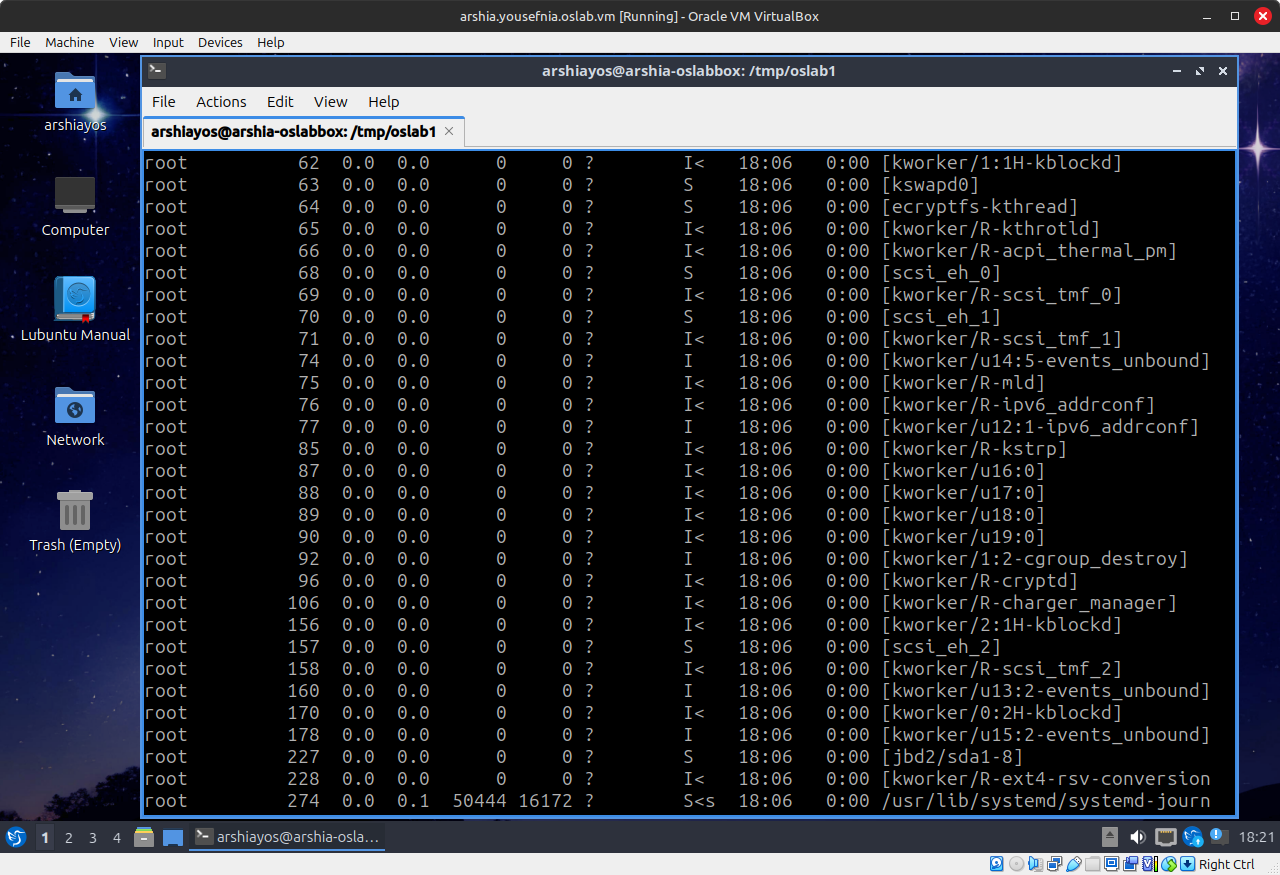 arshia.yousefnia.oslab.vm [Running] - Oracle VM VirtualBox
File Machine View Input Devices Help
arshiayos@arshia-oslabbox: /tmp/oslab1
File Actions Edit View Help
arshiayos@arshia-oslabbox: /tmp/oslab1
arshiayos
Computer
Lubuntu Manual
Network
Trash (Empty)
root 62 0.0 0.0 0 0 ? I< 18:06 0:00 [kworker/1:1H-kblockd]
root 63 0.0 0.0 0 0 ? S 18:06 0:00 [kswapd0]
root 64 0.0 0.0 0 0 ? S 18:06 0:00 [ecryptfs-kthread]
root 65 0.0 0.0 0 0 ? I< 18:06 0:00 [kworker/R-kthrotld]
root 66 0.0 0.0 0 0 ? I< 18:06 0:00 [kworker/R-acpi_thermal_pm]
root 68 0.0 0.0 0 0 ? S 18:06 0:00 [scsi_eh_0]
root 69 0.0 0.0 0 0 ? I< 18:06 0:00 [kworker/R-scsi_tmf_0]
root 70 0.0 0.0 0 0 ? S 18:06 0:00 [scsi_eh_1]
root 71 0.0 0.0 0 0 ? I< 18:06 0:00 [kworker/R-scsi_tmf_1]
root 74 0.0 0.0 0 0 ? I 18:06 0:00 [kworker/u14:5-events_unbound]
root 75 0.0 0.0 0 0 ? I< 18:06 0:00 [kworker/R-mld]
root 76 0.0 0.0 0 0 ? I< 18:06 0:00 [kworker/R-ipv6_addrconf]
root 77 0.0 0.0 0 0 ? I 18:06 0:00 [kworker/u12:1-ipv6_addrconf]
root 85 0.0 0.0 0 0 ? I< 18:06 0:00 [kworker/R-kstrp]
root 87 0.0 0.0 0 0 ? I< 18:06 0:00 [kworker/u16:0]
root 88 0.0 0.0 0 0 ? I< 18:06 0:00 [kworker/u17:0]
root 89 0.0 0.0 0 0 ? I< 18:06 0:00 [kworker/u18:0]
root 90 0.0 0.0 0 0 ? I< 18:06 0:00 [kworker/u19:0]
root 92 0.0 0.0 0 0 ? I 18:06 0:00 [kworker/1:2-cgroup_destroy]
root 96 0.0 0.0 0 0 ? I< 18:06 0:00 [kworker/R-cryptd]
root 106 0.0 0.0 0 0 ? I< 18:06 0:00 [kworker/R-charger_manager]
root 156 0.0 0.0 0 0 ? I< 18:06 0:00 [kworker/2:1H-kblockd]
root 157 0.0 0.0 0 0 ? S 18:06 0:00 [scsi_eh_2]
root 158 0.0 0.0 0 0 ? I< 18:06 0:00 [kworker/R-scsi_tmf_2]
root 160 0.0 0.0 0 0 ? I 18:06 0:00 [kworker/u13:2-events_unbound]
root 170 0.0 0.0 0 0 ? I< 18:06 0:00 [kworker/0:2H-kblockd]
root 178 0.0 0.0 0 0 ? I 18:06 0:00 [kworker/u15:2-events_unbound]
root 227 0.0 0.0 0 0 ? S 18:06 0:00 [jbd2/sda1-8]
root 228 0.0 0.0 0 0 ? I< 18:06 0:00 [kworker/R-ext4-rsv-conversion
root 274 0.0 0.1 50444 16172 ? S<s 18:06 0:00 /usr/lib/systemd/systemd-journ
1 2 3 4 arshiayos@arshia-osla... 18:21
Right Ctrl